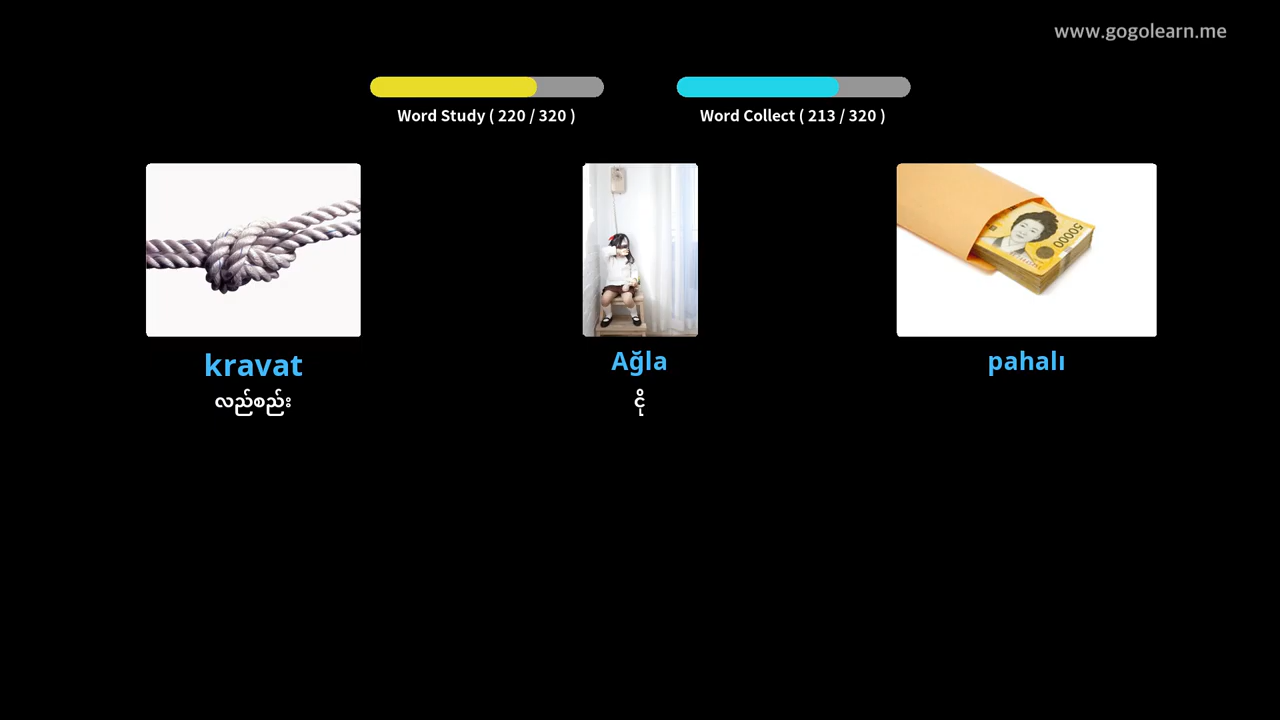 www.gogolearn.me
Word Study ( 220 / 320 )
Word Collect ( 213 / 320 )
50000
kravat
Ağla
pahalı
လည်စည်း
ငို